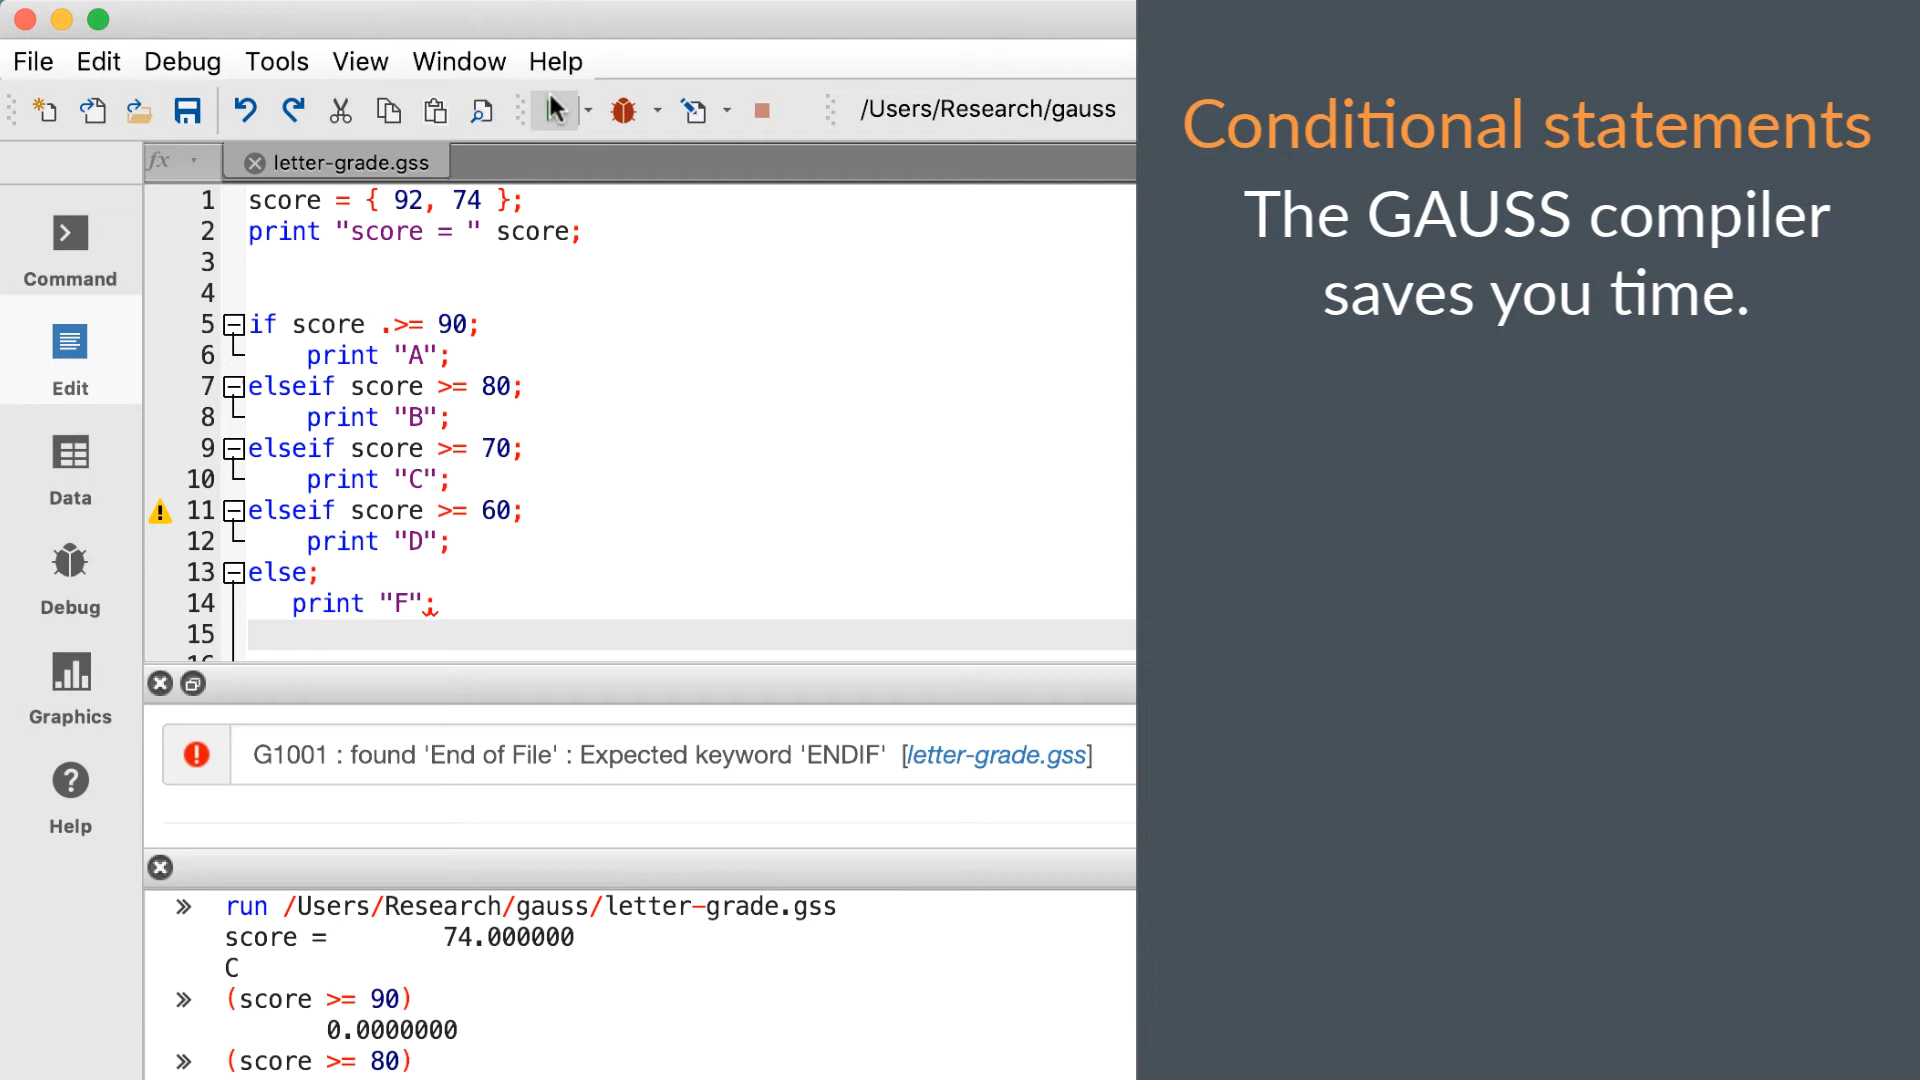 File Edit Debug Tools View Window Help
/Users/Research/gauss
fx
letter-grade.gss
1 score = { 92, 74 };
2 print "score = " score;
3
4
5 if score .>= 90;
6 print "A";
7 elseif score >= 80;
8 print "B";
9 elseif score >= 70;
10 print "C";
11 elseif score >= 60;
12 print "D";
13 else;
14 print "F";
15
Command
Edit
Data
Debug
Graphics
Help
G1001 : found 'End of File' : Expected keyword 'ENDIF' [letter-grade.gss]
» run /Users/Research/gauss/letter-grade.gss
score = 74.000000
C
» (score >= 90)
0.0000000
» (score >= 80)
Conditional statements
The GAUSS compiler
saves you time.